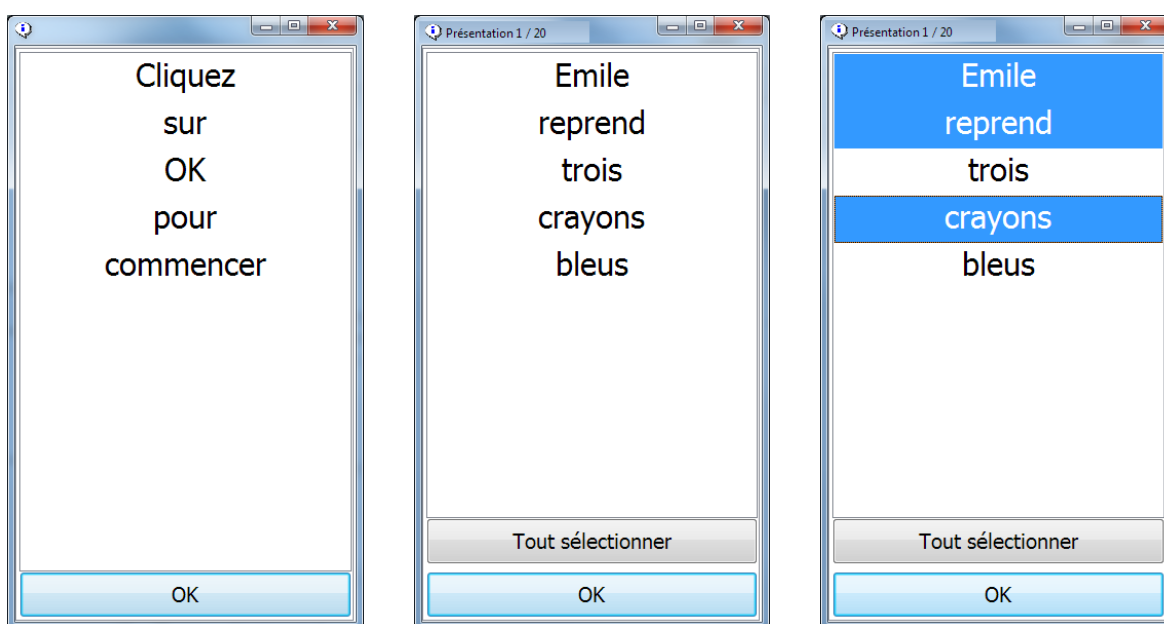 Cliquez
sur
OK
pour
commencer
OK
Présentation 1 / 20
Emile
reprend
trois
crayons
bleus
Tout sélectionner
OK
Présentation 1 / 20
Emile
reprend
trois
crayons
bleus
Tout sélectionner
OK